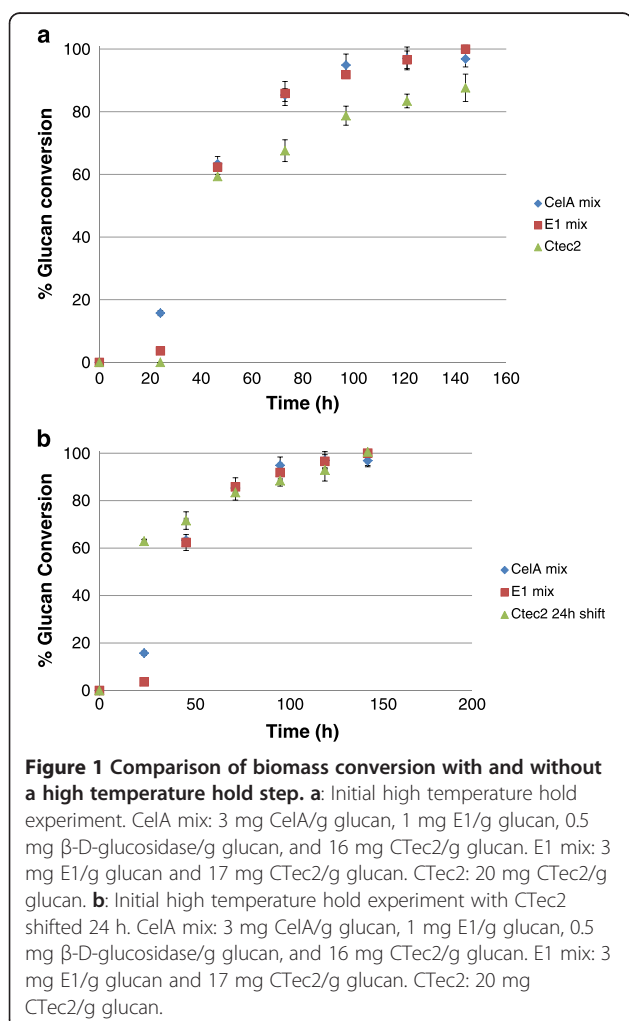 a
100
80
60
40
20
0
% Glucan conversion
0 20 40 60 80 100 120 140 160
Time (h)
CelA mix
E1 mix
Ctec2
b
100
80
60
40
20
0
% Glucan Conversion
0 50 100 150 200
Time (h)
CelA mix
E1 mix
Ctec2 24h shift
Figure 1 Comparison of biomass conversion with and without
a high temperature hold step. a: Initial high temperature hold
experiment. CelA mix: 3 mg CelA/g glucan, 1 mg E1/g glucan, 0.5
mg β-D-glucosidase/g glucan, and 16 mg CTec2/g glucan. E1 mix: 3
mg E1/g glucan and 17 mg CTec2/g glucan. CTec2: 20 mg CTec2/g
glucan. b: Initial high temperature hold experiment with CTec2
shifted 24 h. CelA mix: 3 mg CelA/g glucan, 1 mg E1/g glucan, 0.5
mg β-D-glucosidase/g glucan, and 16 mg CTec2/g glucan. E1 mix: 3
mg E1/g glucan and 17 mg CTec2/g glucan. CTec2: 20 mg
CTec2/g glucan.